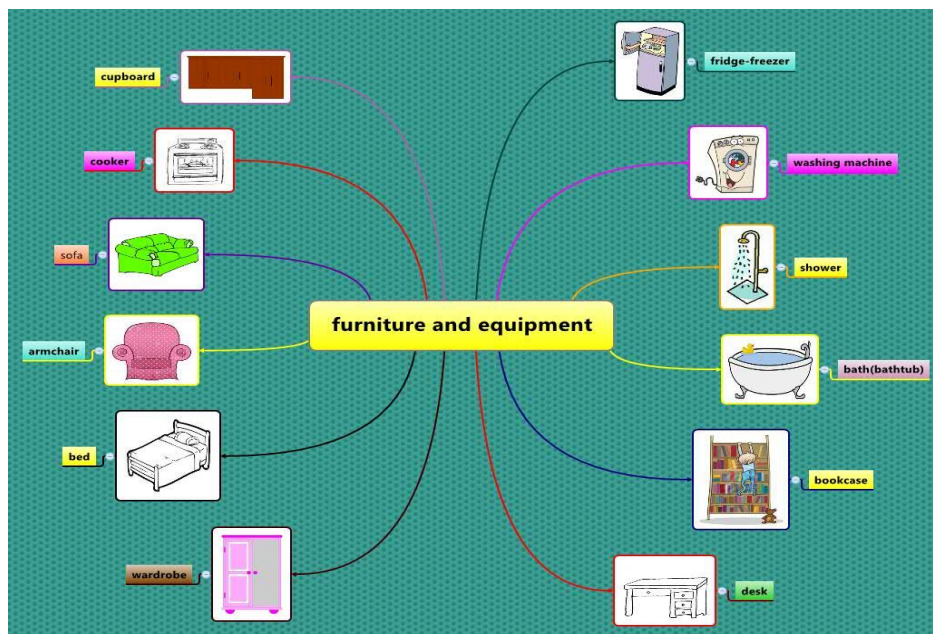 furniture and equipment
cupboard
cooker
sofa
armchair
bed
wardrobe
fridge-freezer
washing machine
shower
bath(bathtub)
bookcase
desk